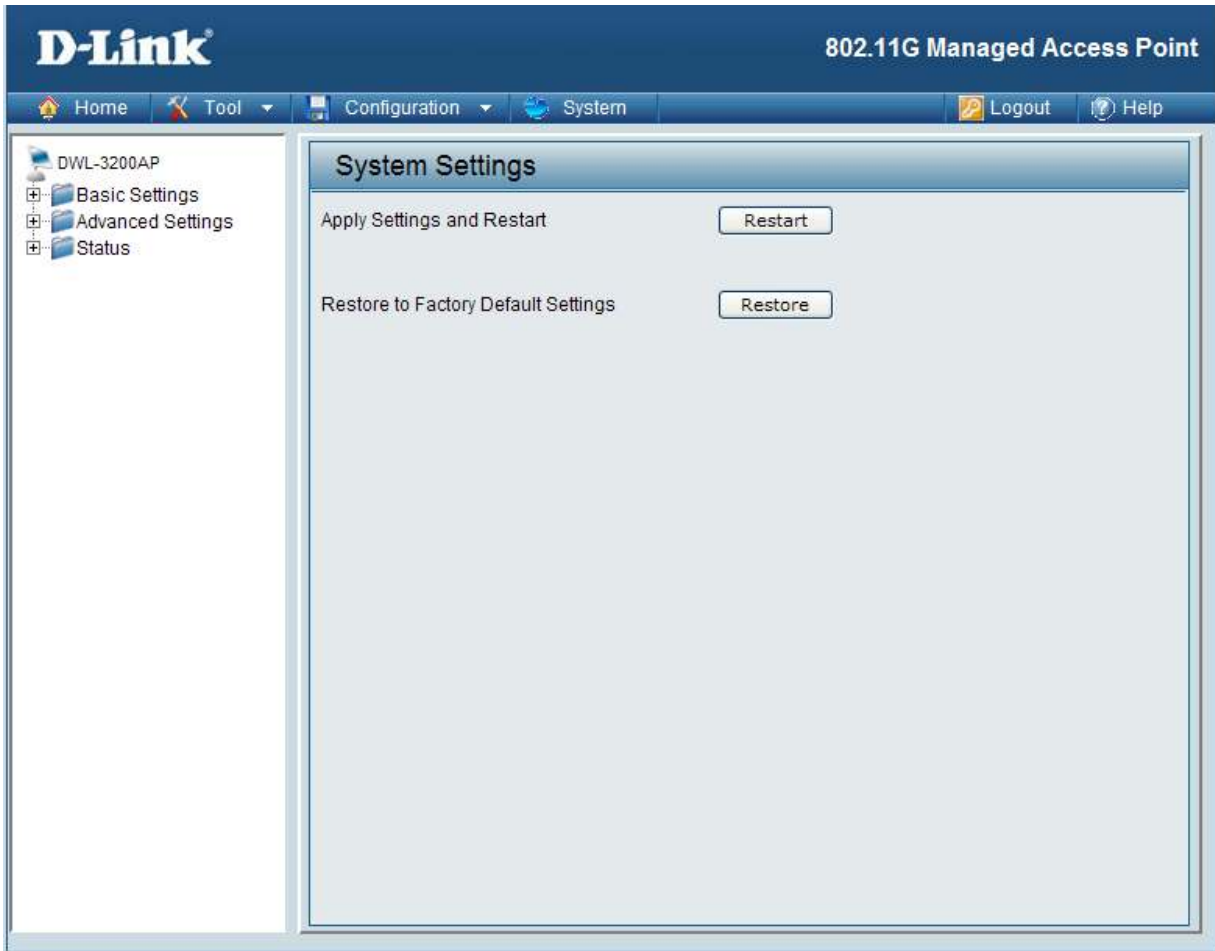 D-Link
802.11G Managed Access Point
Home Tool Configuration System Logout Help
DWL-3200AP
Basic Settings
Advanced Settings
Status
System Settings
Apply Settings and Restart Restart
Restore to Factory Default Settings Restore